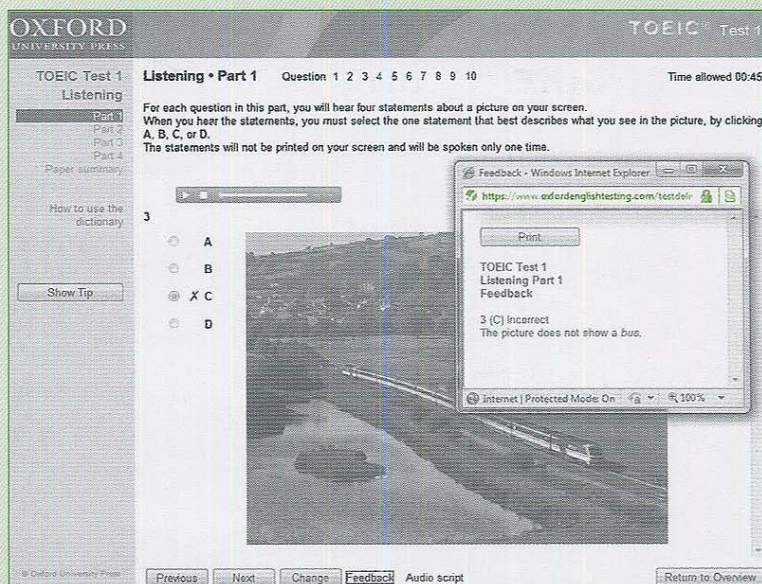 OXFORD
UNIVERSITY PRESS
TOEIC™ Test 1
TOEIC Test 1
Listening
Part 1
Part 2
Part 3
Part 4
Paper summary
How to use the
dictionary
Show Tip
© Oxford University Press
Listening • Part 1 Question 1 2 3 4 5 6 7 8 9 10 Time allowed 00:45
For each question in this part, you will hear four statements about a picture on your screen.
When you hear the statements, you must select the one statement that best describes what you see in the picture, by clicking
A, B, C, or D.
The statements will not be printed on your screen and will be spoken only one time.
3
A
B
✗ C
D
Feedback - Windows Internet Explorer
https://www.oxfordenglishtesting.com/testdeliv
Print
TOEIC Test 1
Listening Part 1
Feedback
3 (C) Incorrect
The picture does not show a bus.
Internet | Protected Mode: On 100%
Previous Next Change Feedback Audio script Return to Overview